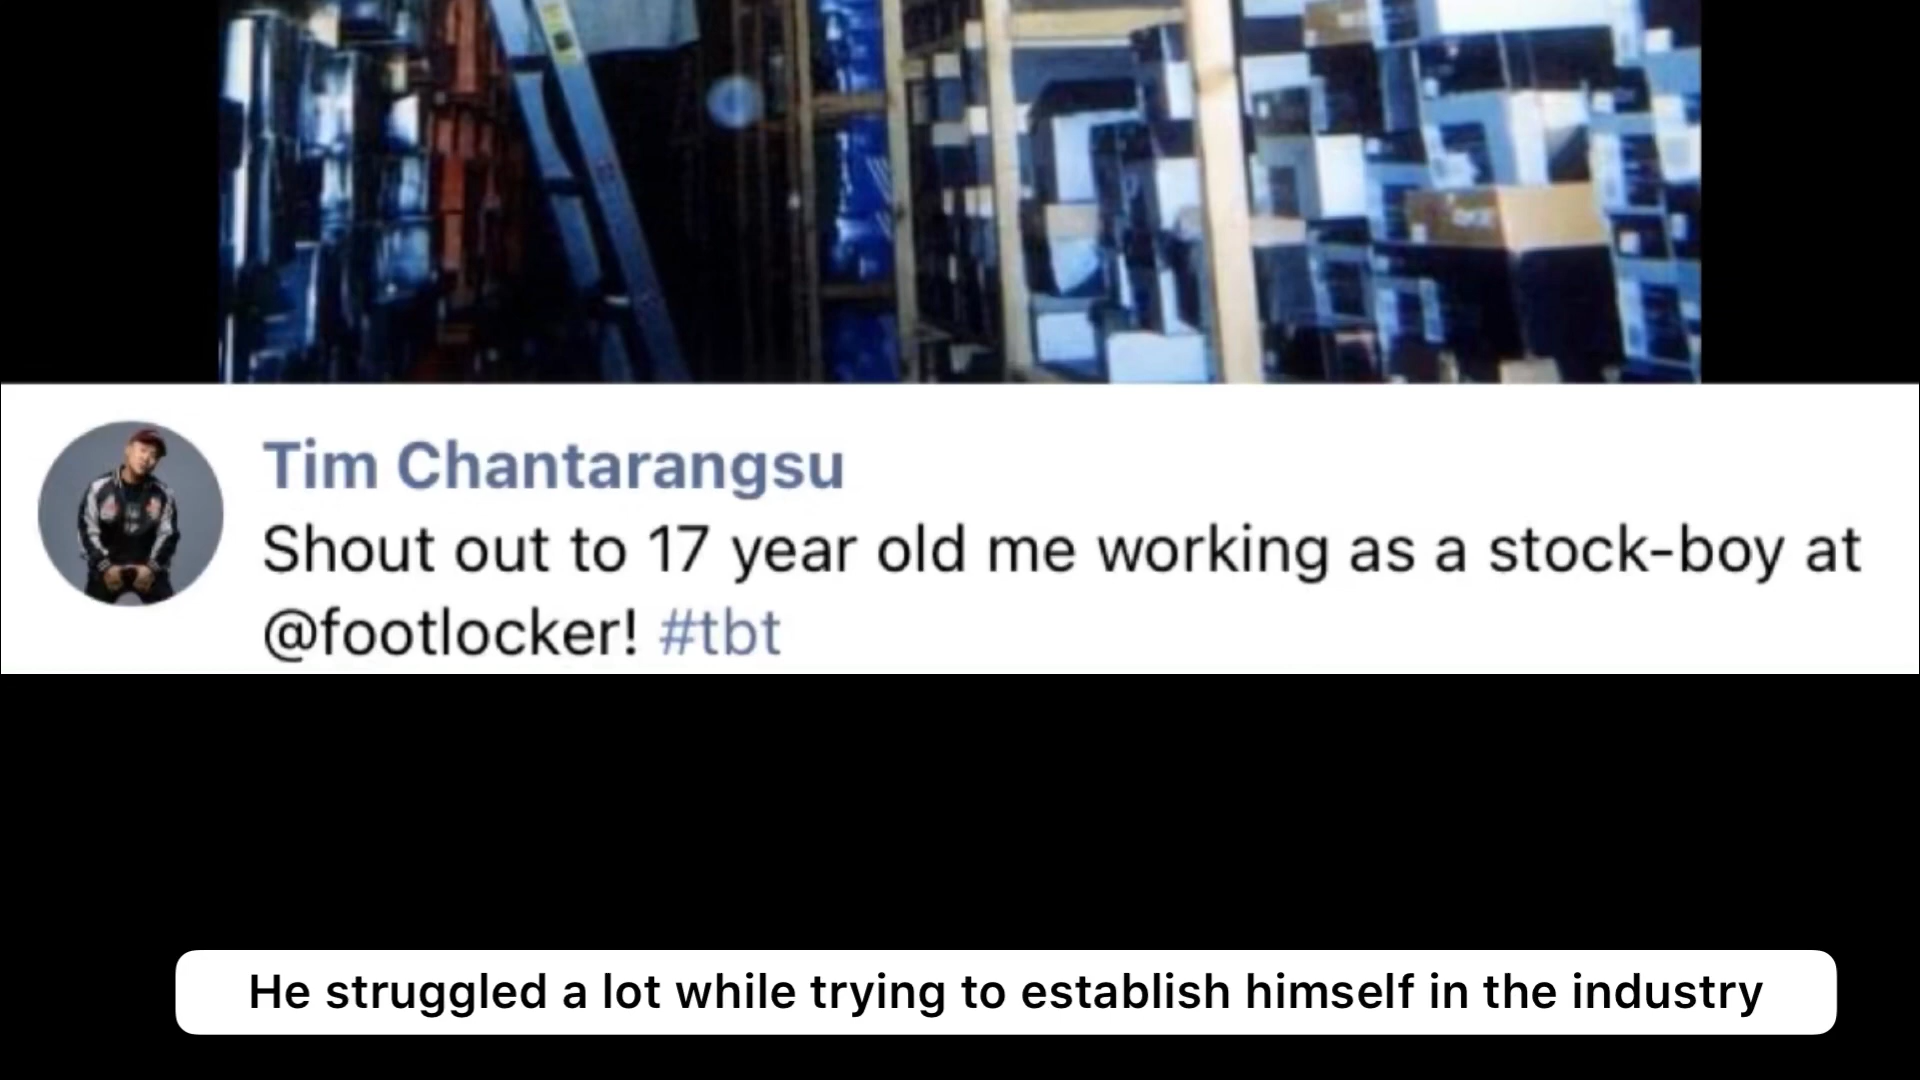 Tim Chantarangsu
Shout out to 17 year old me working as a stock-boy at
@footlocker! #tbt
He struggled a lot while trying to establish himself in the industry